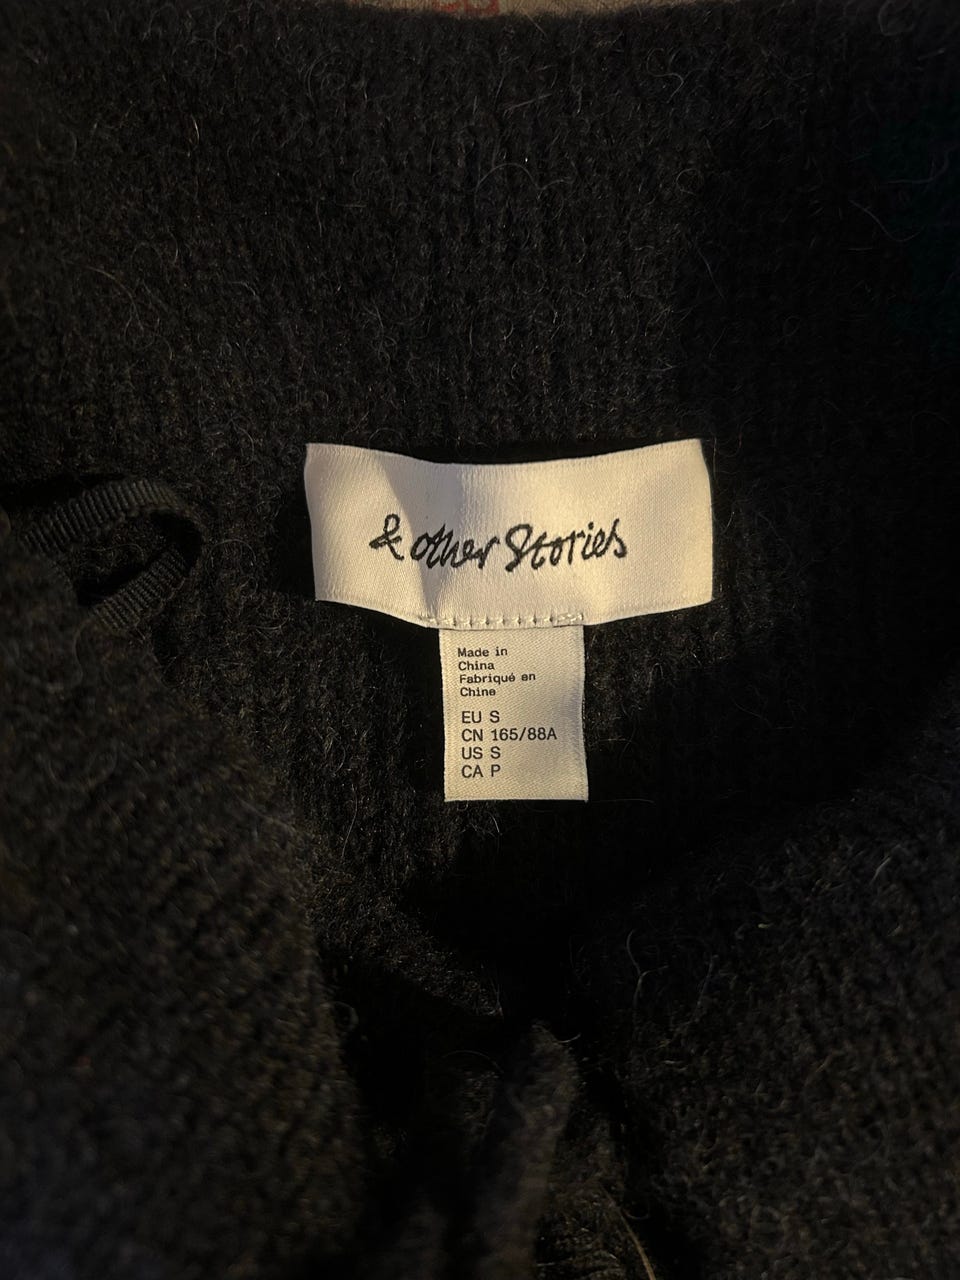 & other Stories
Made in
China
Fabriqué en
Chine
EU S
CN 165/88A
US S
CA P